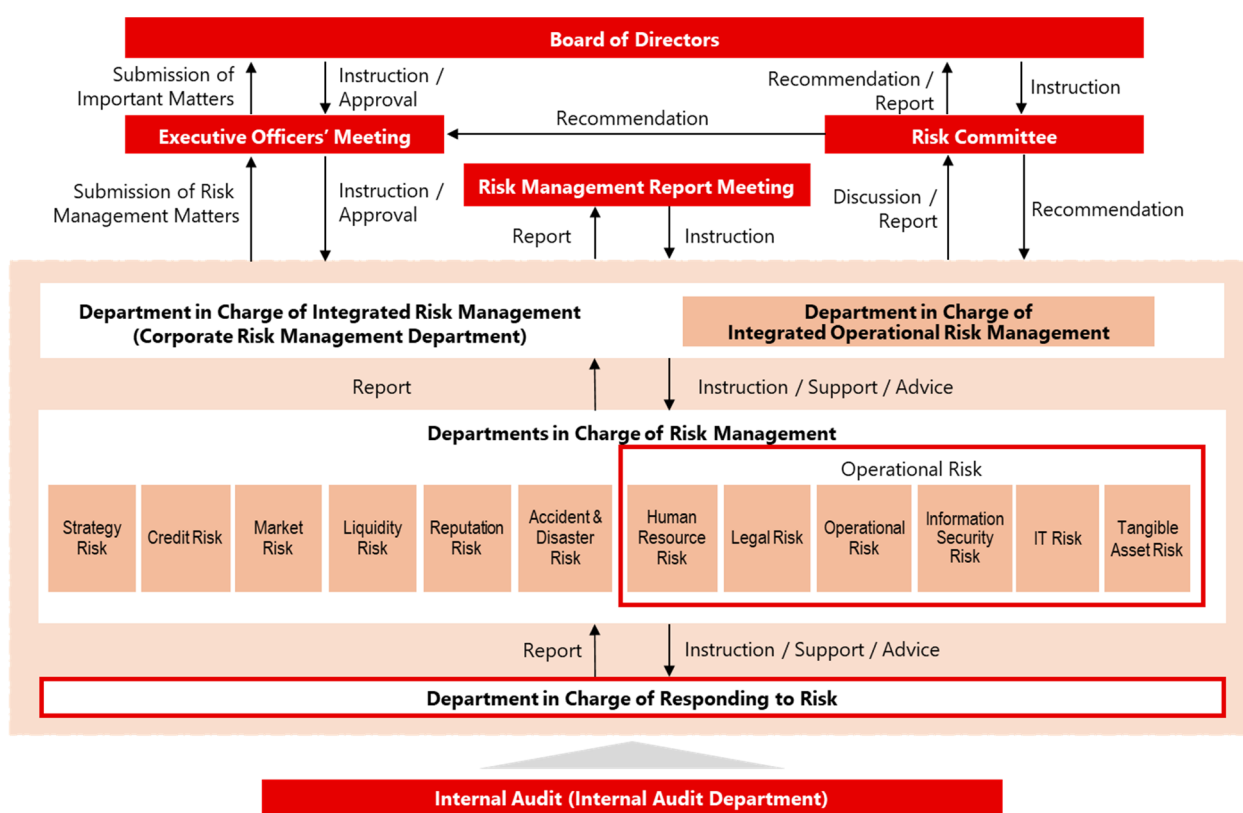 Board of Directors
Submission of
Important Matters
Instruction /
Approval
Recommendation /
Report
Instruction
Executive Officers' Meeting
Recommendation
Risk Committee
Submission of Risk
Management Matters
Instruction /
Approval
Risk Management Report Meeting
Report
Instruction
Discussion /
Report
Recommendation
Department in Charge of Integrated Risk Management
(Corporate Risk Management Department)
Department in Charge of
Integrated Operational Risk Management
Report
Instruction / Support / Advice
Departments in Charge of Risk Management
Operational Risk
Strategy
Risk
Credit Risk
Market
Risk
Liquidity
Risk
Reputation
Risk
Accident &
Disaster
Risk
Human
Resource
Risk
Legal Risk
Operational
Risk
Information
Security
Risk
IT Risk
Tangible
Asset Risk
Report
Instruction / Support / Advice
Department in Charge of Responding to Risk
Internal Audit (Internal Audit Department)